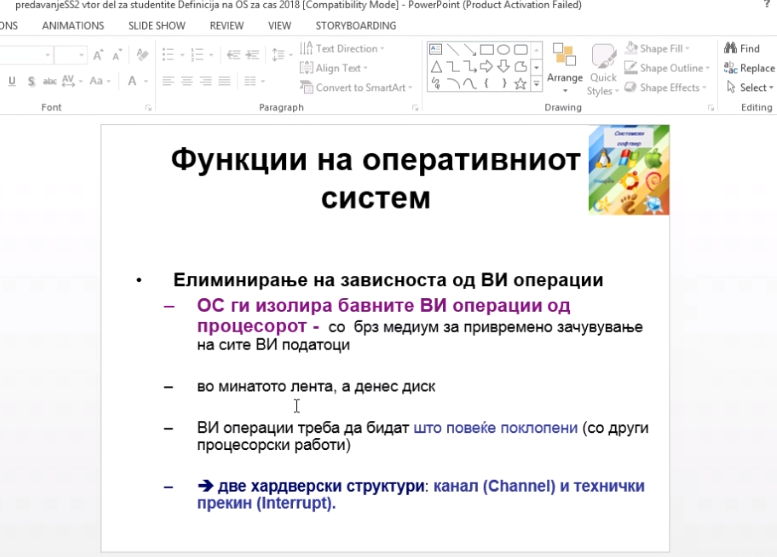 predavanjeSS2 vtor del za studentite Definicija na OS za cas 2018 [Compatibility Mode] - PowerPoint (Product Activation Failed)
?
ONS ANIMATIONS SLIDE SHOW REVIEW VIEW STORYBOARDING
Text Direction
Align Text
Convert to SmartArt
A A
U S abc AV Aa A
Arrange
Quick Styles
Shape Fill
Shape Outline
Shape Effects
Find
Replace
Select
Font Paragraph Drawing Editing
Функции на оперативниот
систем
Системски
софтвер
• Елиминирање на зависноста од ВИ операции
– ОС ги изолира бавните ВИ операции од
процесорот - со брз медиум за привремено зачувување
на сите ВИ податоци
– во минатото лента, а денес диск
– ВИ операции треба да бидат што повеќе поклопени (со други
процесорски работи)
– ➔ две хардверски структури: канал (Channel) и технички
прекин (Interrupt).